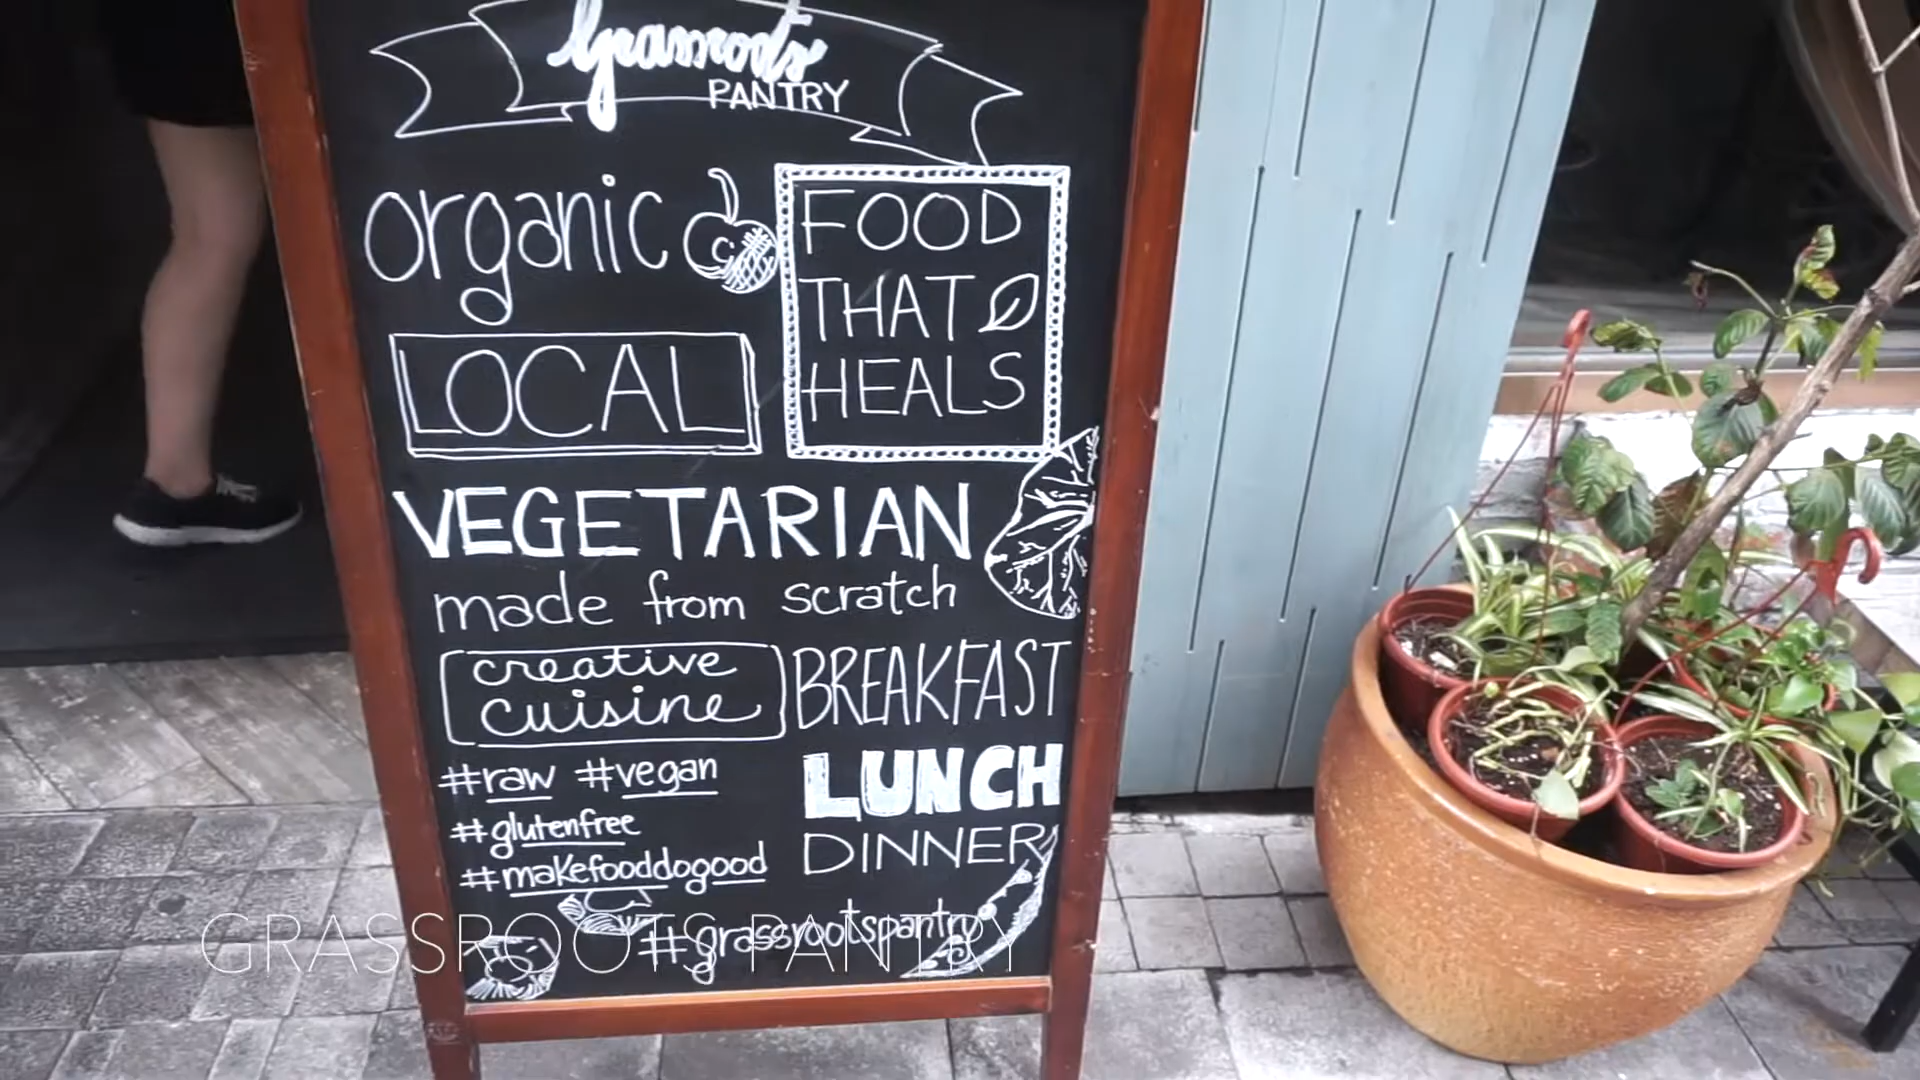 grassroots
PANTRY
organic
LOCAL
FOOD
THAT
HEALS
VEGETARIAN
made from scratch
creative
cuisine
BREAKFAST
LUNCH
DINNER
#raw #vegan
#glutenfree
#makefooddogood
#grassrootspantry
GRASSROOTS PANTRY